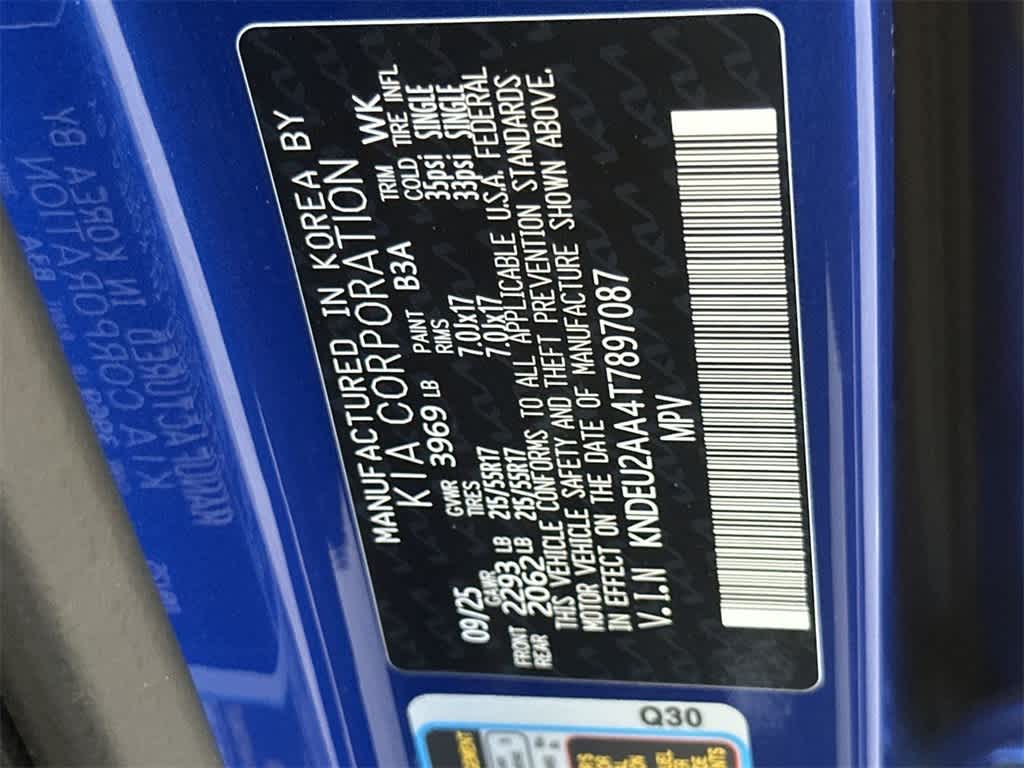 MANUFACTURED IN KOREA BY
KIA CORPORATION
09/25 GVWR 3969 LB PAINT B3A TRIM WK
GAWR TIRES RIMS COLD TIRE INFL
FRONT 2293 LB 215/55R17 7.0Jx17 35psi SINGLE
REAR 2062 LB 215/55R17 7.0Jx17 33psi SINGLE
THIS VEHICLE CONFORMS TO ALL APPLICABLE U.S.A. FEDERAL
MOTOR VEHICLE SAFETY AND THEFT PREVENTION STANDARDS
IN EFFECT ON THE DATE OF MANUFACTURE SHOWN ABOVE.
V.I.N KNDEU2AA4T7897087
MPV
Q30